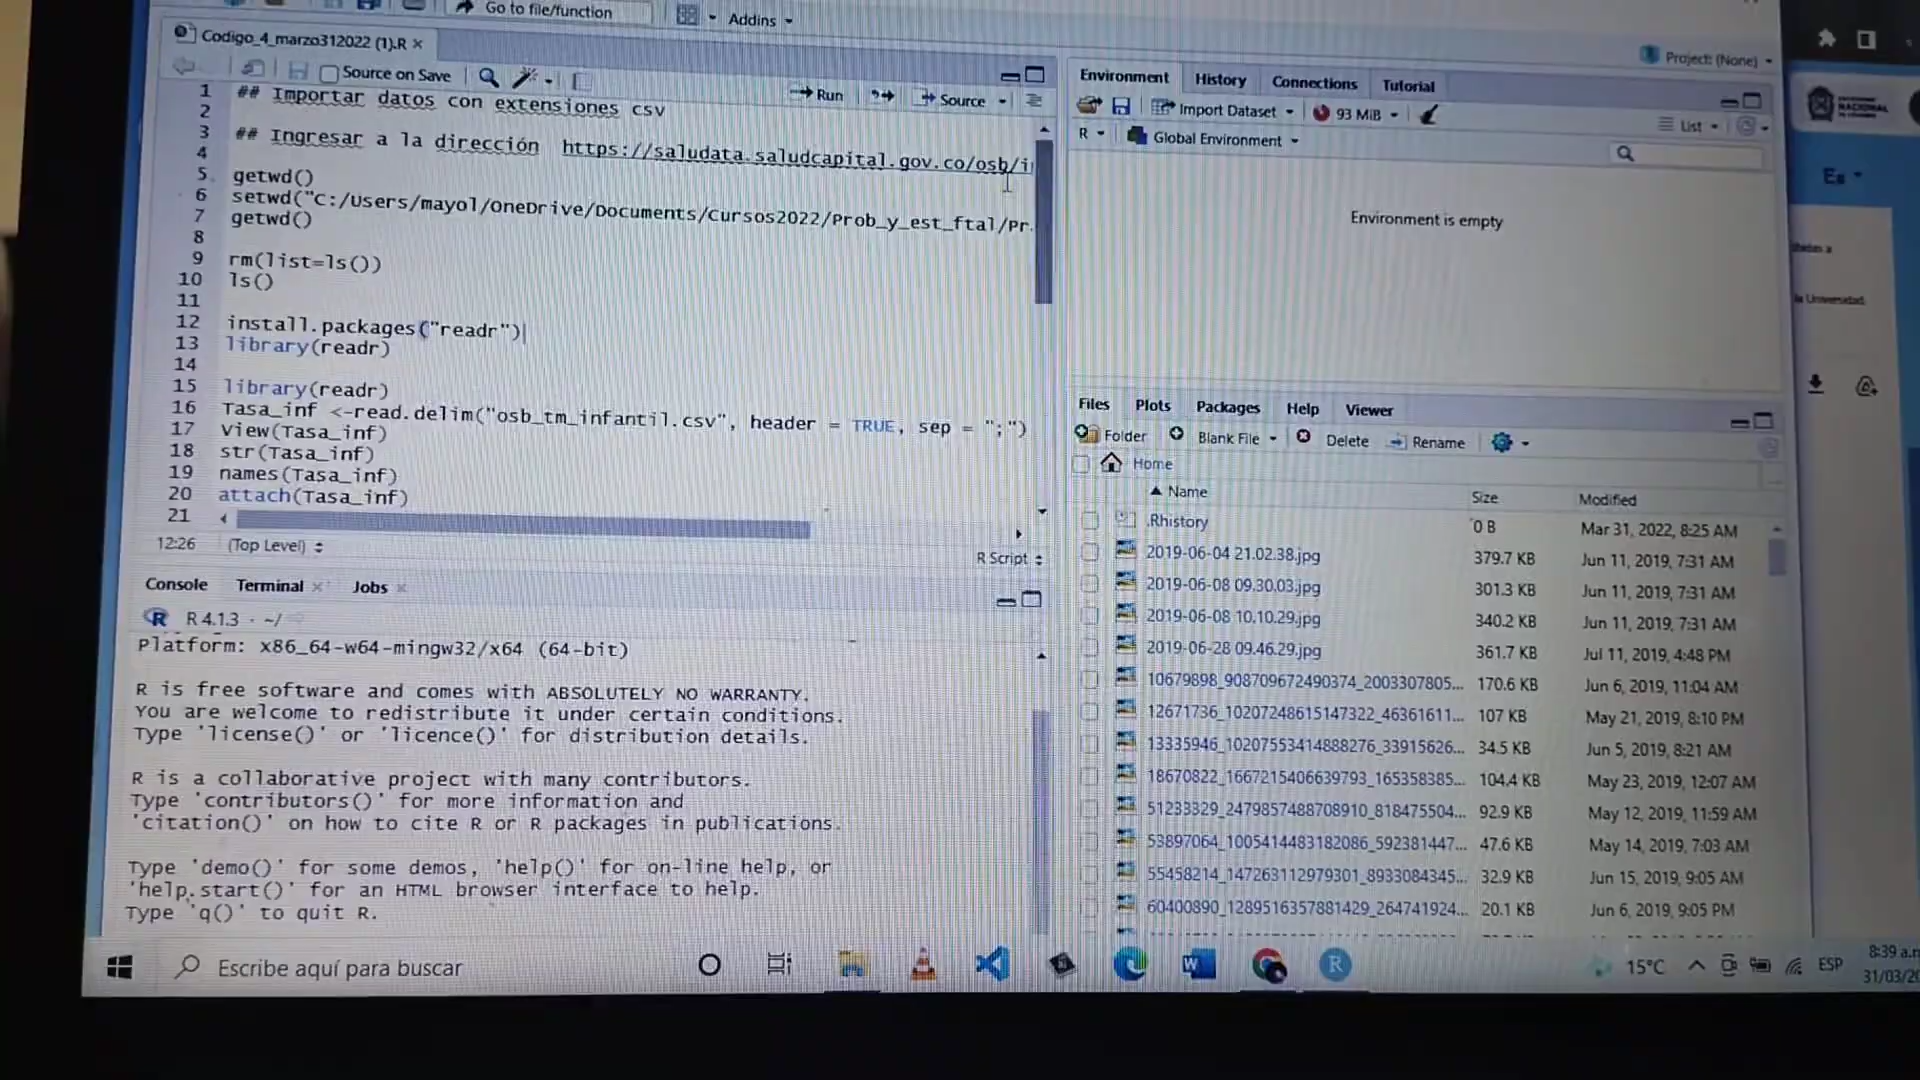 Go to file/function
Addins
Codigo_4_marzo312022 (1).R
Project: (None)
Source on Save
Run
Source
1 ## Importar datos con extensiones csv
2
3 ## Ingresar a la dirección https://saludata.saludcapital.gov.co/osb/i
4
5 getwd()
6 setwd("C:/Users/mayol/OneDrive/Documents/Cursos2022/Prob_y_est_ftal/Pr
7 getwd()
8
9 rm(list=ls())
10 ls()
11
12 install.packages("readr")
13 library(readr)
14
15 library(readr)
16 Tasa_inf <-read.delim("osb_tm_infantil.csv", header = TRUE, sep = ";")
17 View(Tasa_inf)
18 str(Tasa_inf)
19 names(Tasa_inf)
20 attach(Tasa_inf)
21
12:26 (Top Level) R Script
Console Terminal Jobs
R 4.1.3 · ~/
Platform: x86_64-w64-mingw32/x64 (64-bit)
R is free software and comes with ABSOLUTELY NO WARRANTY.
You are welcome to redistribute it under certain conditions.
Type 'license()' or 'licence()' for distribution details.
R is a collaborative project with many contributors.
Type 'contributors()' for more information and
'citation()' on how to cite R or R packages in publications.
Type 'demo()' for some demos, 'help()' for on-line help, or
'help.start()' for an HTML browser interface to help.
Type 'q()' to quit R.
Environment History Connections Tutorial
Import Dataset 93 MiB List
R Global Environment
Environment is empty
Files Plots Packages Help Viewer
Folder Blank File Delete Rename
Home
Name Size Modified
.Rhistory 0 B Mar 31, 2022, 8:25 AM
2019-06-04 21.02.38.jpg 379.7 KB Jun 11, 2019, 7:31 AM
2019-06-08 09.30.03.jpg 301.3 KB Jun 11, 2019, 7:31 AM
2019-06-08 10.10.29.jpg 340.2 KB Jun 11, 2019, 7:31 AM
2019-06-28 09.46.29.jpg 361.7 KB Jul 11, 2019, 4:48 PM
10679898_908709672490374_2003307805... 170.6 KB Jun 6, 2019, 11:04 AM
12671736_10207248615147322_46361611... 107 KB May 21, 2019, 8:10 PM
13335946_10207553414888276_33915626... 34.5 KB Jun 5, 2019, 8:21 AM
18670822_1667215406639793_165358385... 104.4 KB May 23, 2019, 12:07 AM
51233329_2479857488708910_818475504... 92.9 KB May 12, 2019, 11:59 AM
53897064_1005414483182086_592381447... 47.6 KB May 14, 2019, 7:03 AM
55458214_147263112979301_8933084345... 32.9 KB Jun 15, 2019, 9:05 AM
60400890_1289516357881429_264741924... 20.1 KB Jun 6, 2019, 9:05 PM
NACIONAL
Es
la Universidad.
Escribe aquí para buscar
W
R
15°C
ESP
8:39 a.m
31/03/20